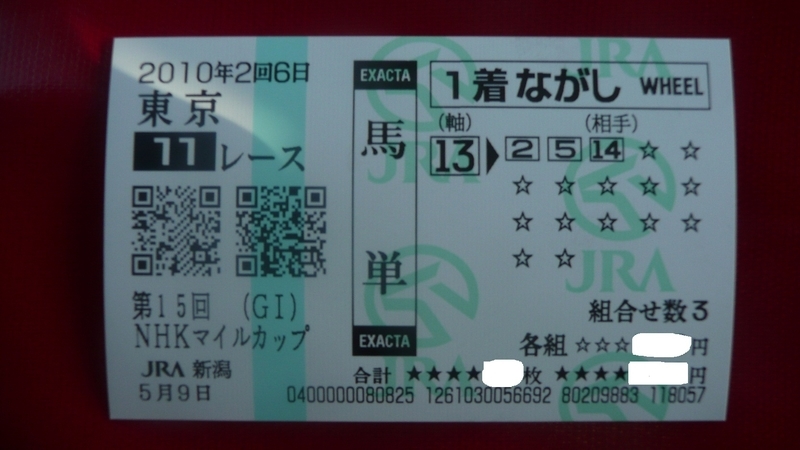 2010年2回6日
東京
11レース
第15回 (GI)
NHKマイルカップ
JRA 新潟
5月9日
EXACTA
馬単
EXACTA
1着ながし WHEEL
(軸) (相手)
13▶2 5 14 ☆ ☆
☆ ☆ ☆ ☆ ☆
☆ ☆ ☆ ☆ ☆
☆ ☆
組合せ数3
各組 ☆☆☆ 円
合計 ★★★★ 枚 ★★★★ 円
0400000080825 1261030056692 80209883 118057
JRA
JRA
JRA